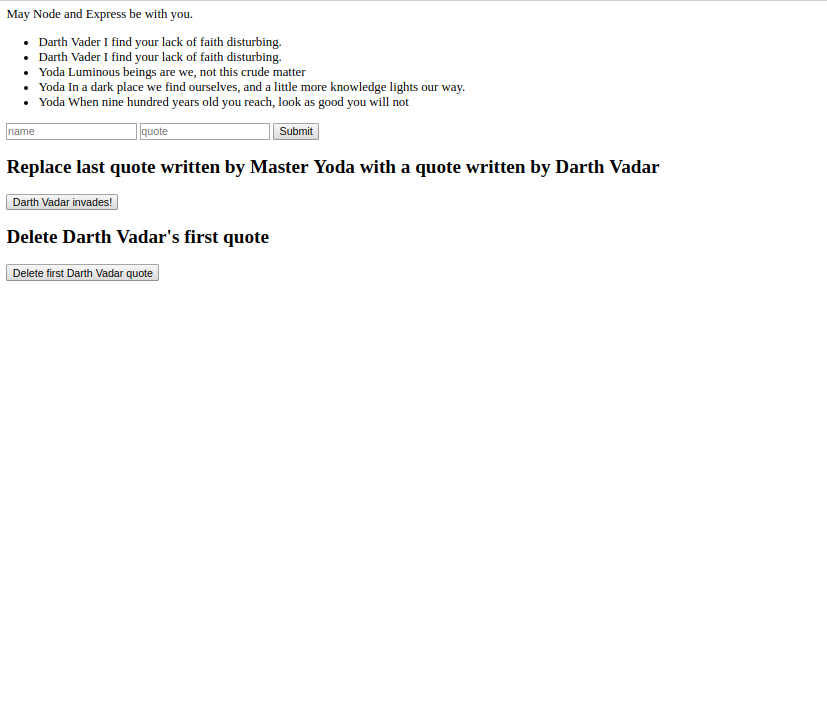 May Node and Express be with you.
Darth Vader I find your lack of faith disturbing.
Darth Vader I find your lack of faith disturbing.
Yoda Luminous beings are we, not this crude matter
Yoda In a dark place we find ourselves, and a little more knowledge lights our way.
Yoda When nine hundred years old you reach, look as good you will not
name quote Submit
Replace last quote written by Master Yoda with a quote written by Darth Vadar
Darth Vadar invades!
Delete Darth Vadar's first quote
Delete first Darth Vadar quote